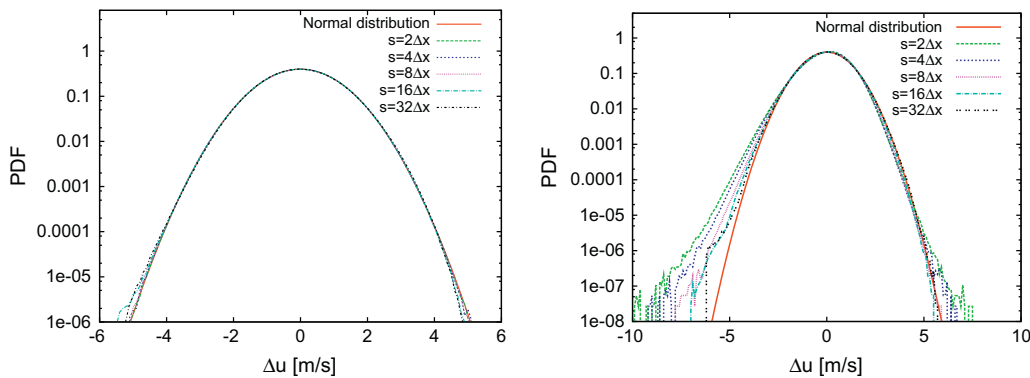 Normal distribution
s=2Δx
s=4Δx
s=8Δx
s=16Δx
s=32Δx
1
0.1
0.01
0.001
0.0001
1e-05
1e-06
PDF
-6
-4
-2
0
2
4
6
Δu [m/s]
Normal distribution
s=2Δx
s=4Δx
s=8Δx
s=16Δx
s=32Δx
1
0.1
0.01
0.001
0.0001
1e-05
1e-06
1e-07
1e-08
PDF
-10
-5
0
5
10
Δu [m/s]